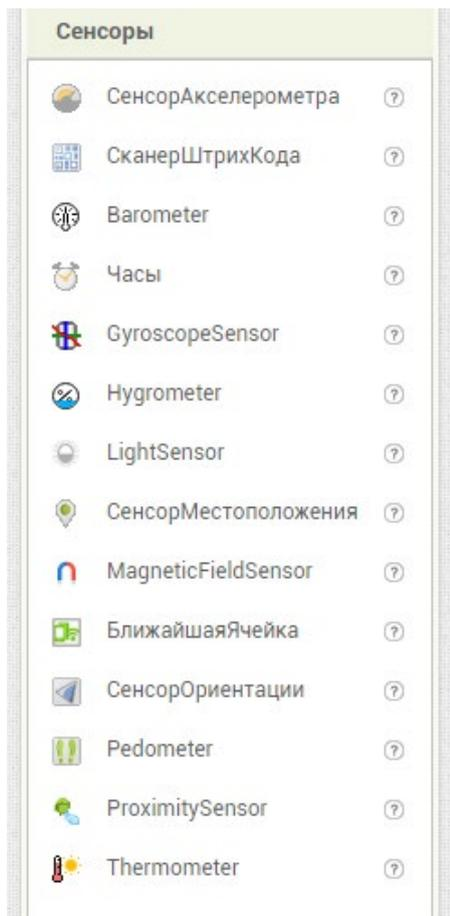 Сенсоры
СенсорАкселерометра
СканерШтрихКода
Barometer
Часы
GyroscopeSensor
Hygrometer
LightSensor
СенсорМестоположения
MagneticFieldSensor
БлижайшаяЯчейка
СенсорОриентации
Pedometer
ProximitySensor
Thermometer